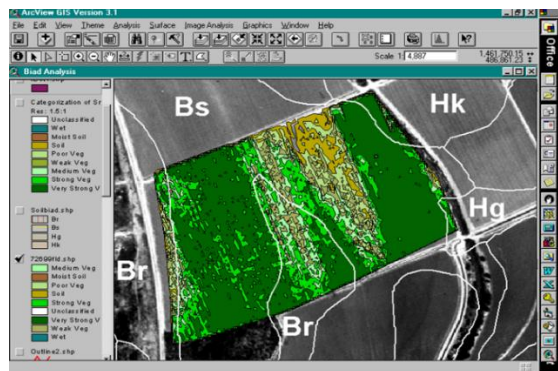 ArcView GIS Version 3.1
File Edit View Theme Analysis Surface Image Analysis Graphics Window Help
Scale 1: 4,887
1,461,250.15
486,861.23
Office
Biad Analysis
Categorization of Sr
Res: 1.5:1
Unclassified
Wet
Moist Soil
Soil
Poor Veg
Weak Veg
Medium Veg
Strong Veg
Very Strong V
Soilbiad.shp
Br
Bs
Hg
Hk
72699fld.shp
Medium Veg
Moist Soil
Poor Veg
Soil
Strong Veg
Unclassified
Very Strong V
Weak Veg
Wet
Outline2.shp
Bs
Hk
Hg
Br
Br